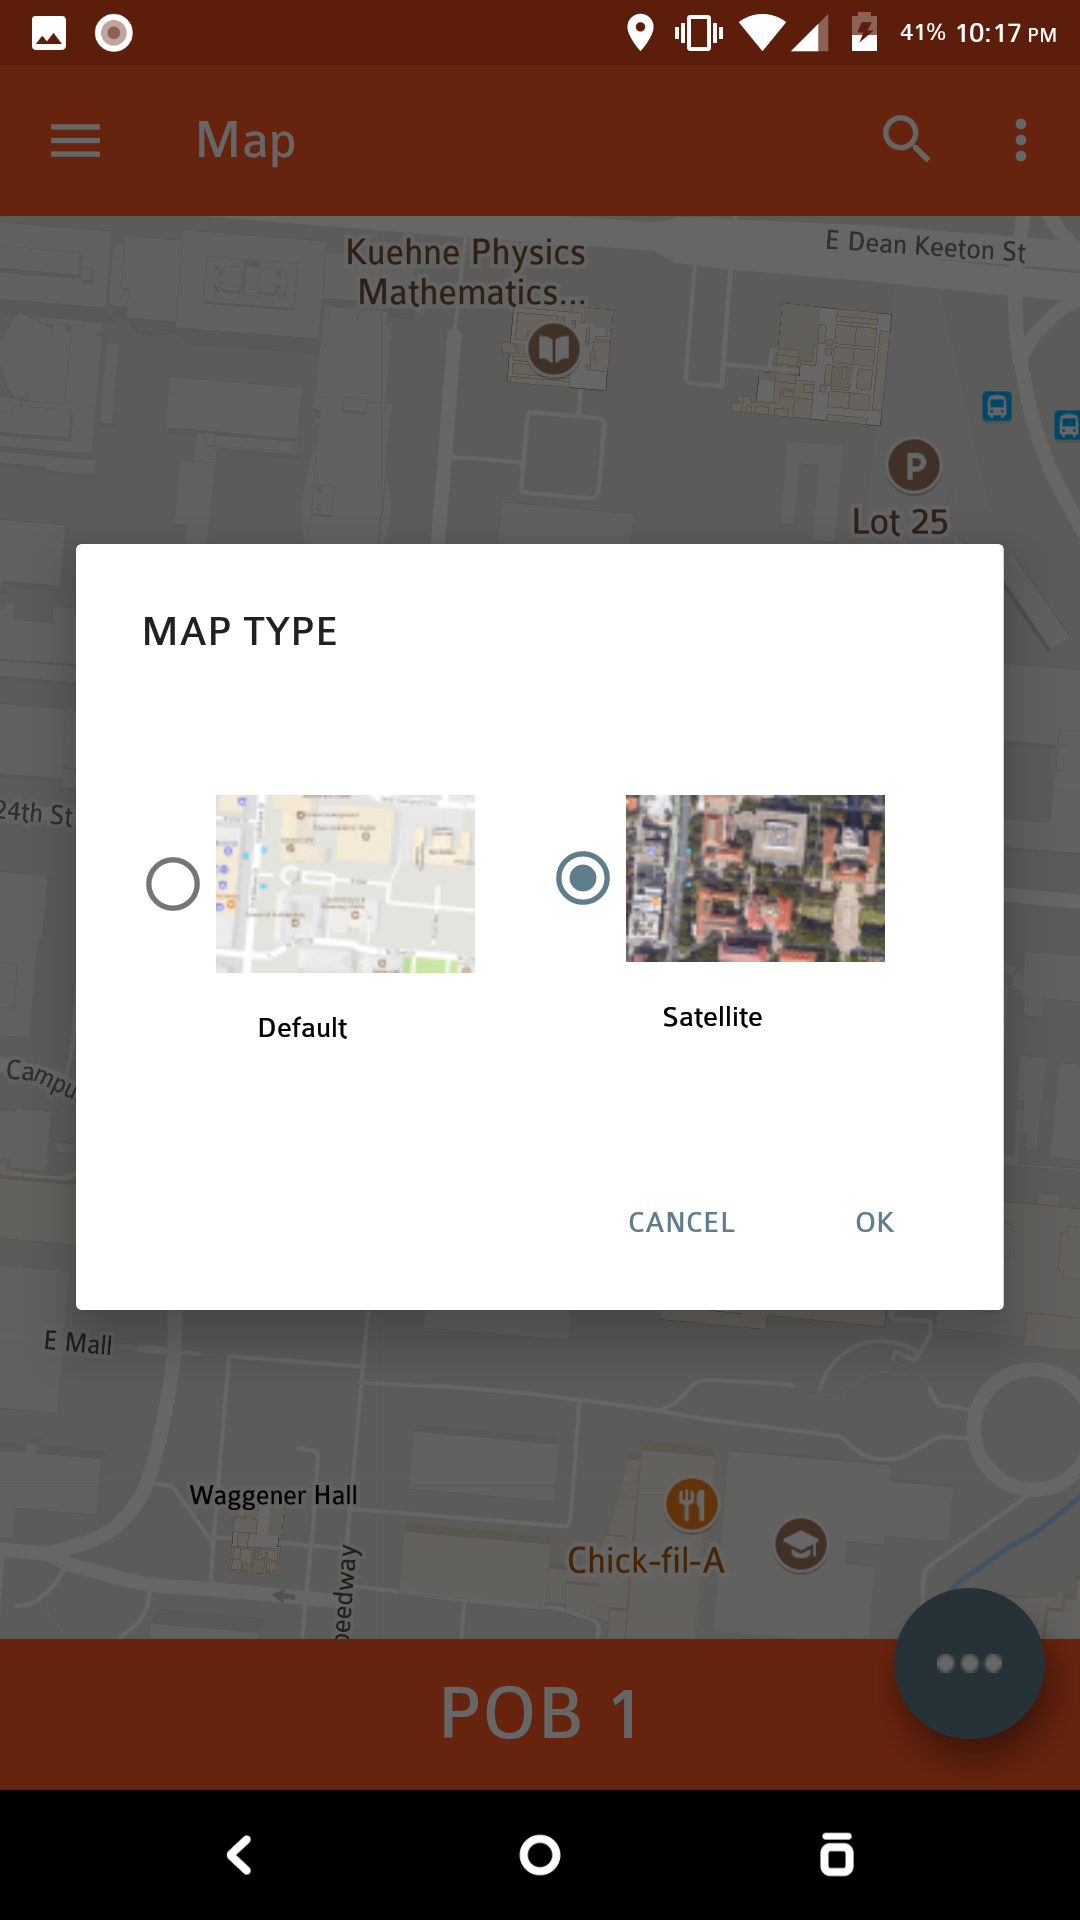 41% 10:17 PM
Map
E Dean Keeton St
Kuehne Physics
Mathematics...
P
Lot 25
MAP TYPE
24th St
Default
Satellite
Campu
CANCEL OK
E Mall
Waggener Hall
Chick-fil-A
peedway
POB 1